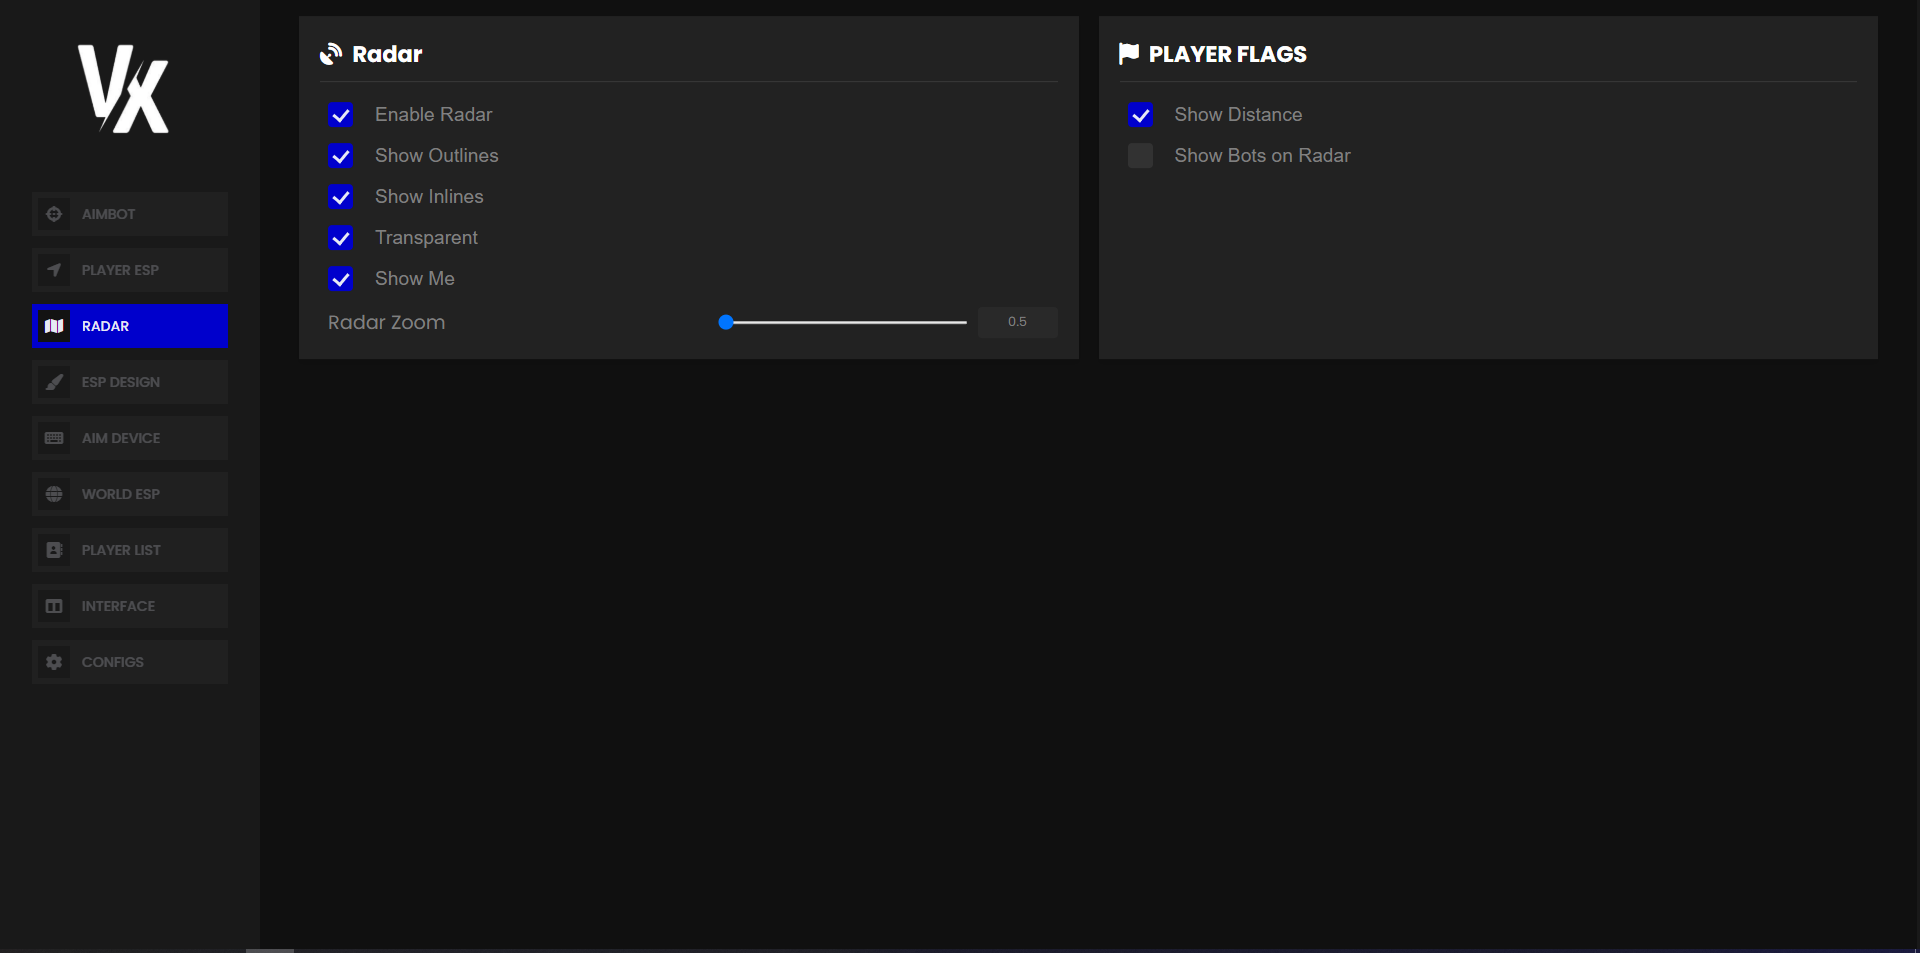 VX
AIMBOT
PLAYER ESP
RADAR
ESP DESIGN
AIM DEVICE
WORLD ESP
PLAYER LIST
INTERFACE
CONFIGS
Radar
Enable Radar
Show Outlines
Show Inlines
Transparent
Show Me
Radar Zoom 0.5
PLAYER FLAGS
Show Distance
Show Bots on Radar